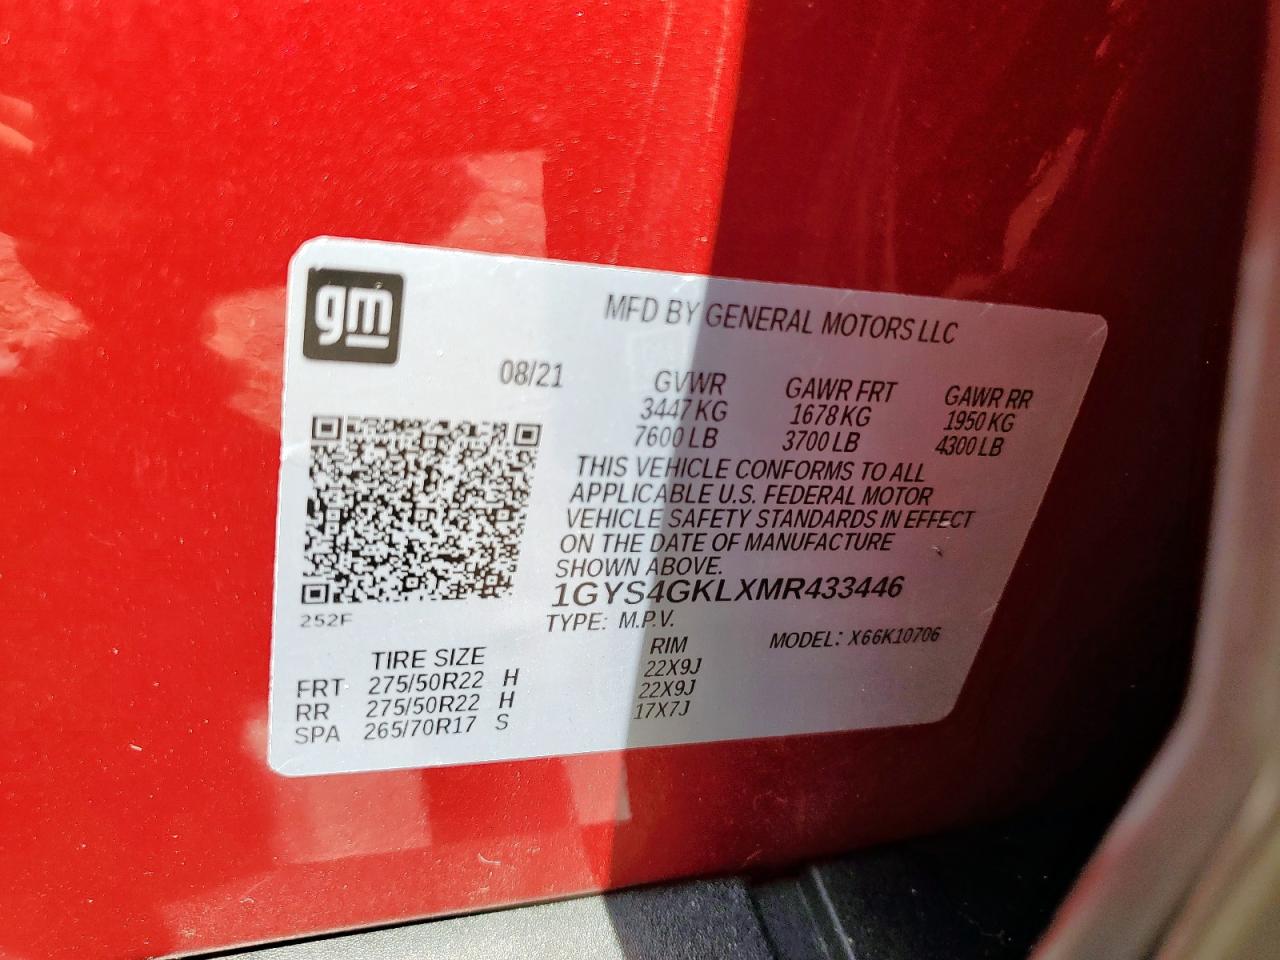 gm
MFD BY GENERAL MOTORS LLC
08/21
GVWR GAWR FRT GAWR RR
3447 KG 1678 KG 1950 KG
7600 LB 3700 LB 4300 LB
THIS VEHICLE CONFORMS TO ALL
APPLICABLE U.S. FEDERAL MOTOR
VEHICLE SAFETY STANDARDS IN EFFECT
ON THE DATE OF MANUFACTURE
SHOWN ABOVE.
1GYS4GKLXMR433446
252F
TYPE: M.P.V.
MODEL: X66K10706
TIRE SIZE RIM
FRT 275/50R22 H 22X9J
RR 275/50R22 H 22X9J
SPA 265/70R17 S 17X7J